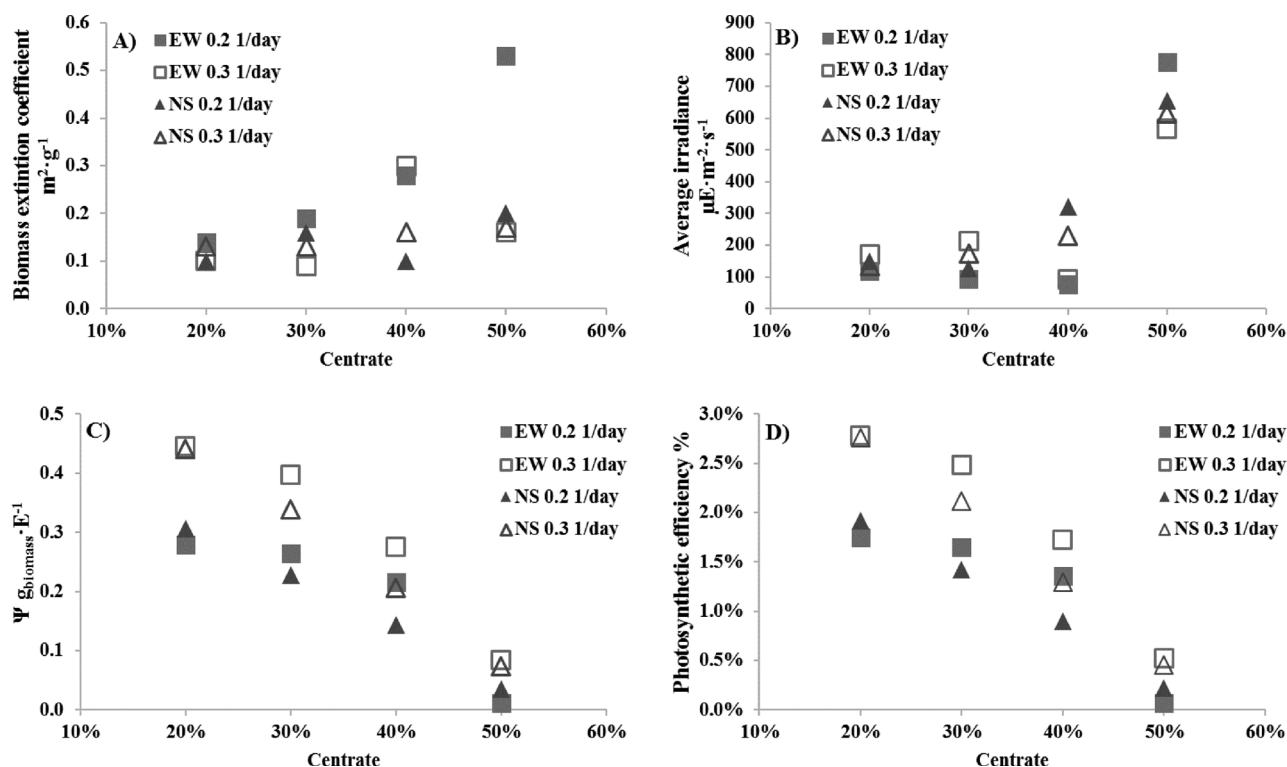 A)
EW 0.2 1/day
EW 0.3 1/day
NS 0.2 1/day
NS 0.3 1/day
Biomass extintion coefficient
m²·g⁻¹
0.6
0.5
0.4
0.3
0.2
0.1
0.0
10% 20% 30% 40% 50% 60%
Centrate
B)
EW 0.2 1/day
EW 0.3 1/day
NS 0.2 1/day
NS 0.3 1/day
Average irradiance
µE·m⁻²·s⁻¹
900
800
700
600
500
400
300
200
100
0
10% 20% 30% 40% 50% 60%
Centrate
C)
EW 0.2 1/day
EW 0.3 1/day
NS 0.2 1/day
NS 0.3 1/day
Ψ g_biomass·E⁻¹
0.5
0.4
0.3
0.2
0.1
0.0
10% 20% 30% 40% 50% 60%
Centrate
D)
EW 0.2 1/day
EW 0.3 1/day
NS 0.2 1/day
NS 0.3 1/day
Photosynthetic efficiency %
3.0%
2.5%
2.0%
1.5%
1.0%
0.5%
0.0%
10% 20% 30% 40% 50% 60%
Centrate